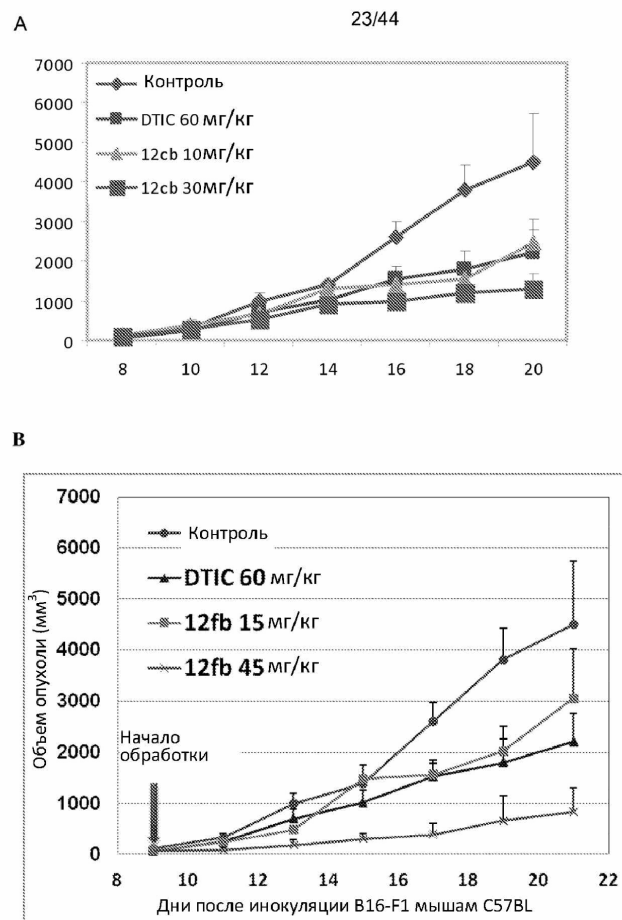 A
23/44
7000
6000
5000
4000
3000
2000
1000
0
Контроль
DTIC 60 мг/кг
12cb 10мг/кг
12cb 30мг/кг
8 10 12 14 16 18 20
B
Объем опухоли (мм³)
7000
6000
5000
4000
3000
2000
1000
0
Контроль
DTIC 60 мг/кг
12fb 15 мг/кг
12fb 45 мг/кг
Начало
обработки
8 10 12 14 16 18 20 22
Дни после инокуляции B16-F1 мышам C57BL